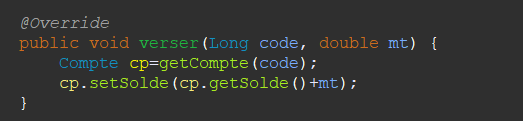 @Override
public void verser(Long code, double mt) {
    Compte cp=getCompte(code);
    cp.setSolde(cp.getSolde()+mt);
}